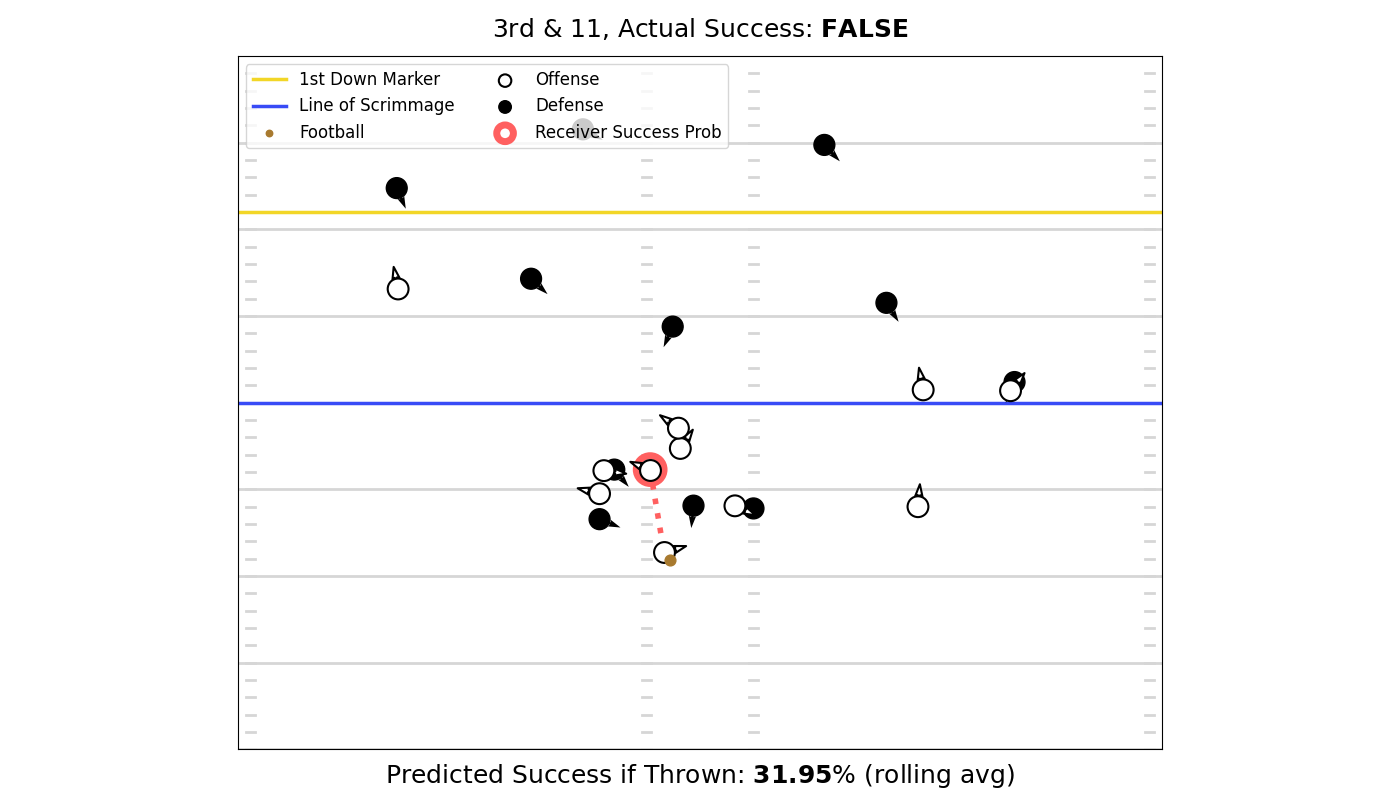 3rd & 11, Actual Success: FALSE
1st Down Marker
Line of Scrimmage
Football
Offense
Defense
Receiver Success Prob
Predicted Success if Thrown: 31.95% (rolling avg)